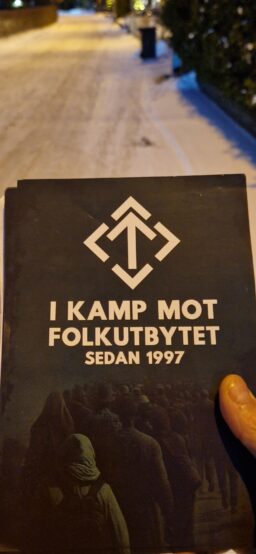 I KAMP MOT
FOLKUTBYTET
SEDAN 1997